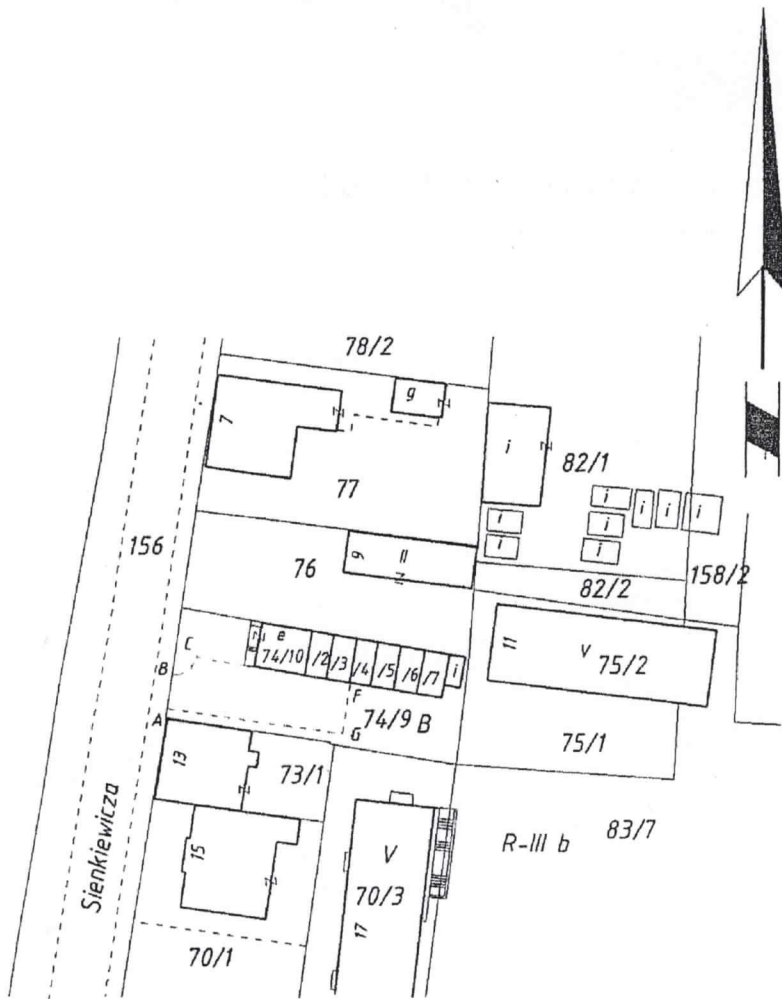 78/2
g
7
i
82/1
77
i
i
i
i
i
i
i
i
156
9
II
76
82/2
158/2
e
74/10
/2
/3
/4
/5
/6
/7
i
C
B
11
V
75/2
F
G
74/9 B
A
75/1
13
73/1
Sienkiewicza
15
V
R-III b
83/7
70/3
17
70/1